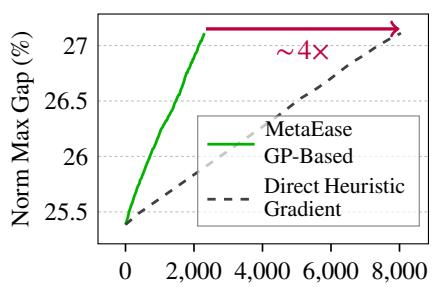 Norm Max Gap (%)
27
26.5
26
25.5
~4×
MetaEase
GP-Based
Direct Heuristic
Gradient
0 2,000 4,000 6,000 8,000